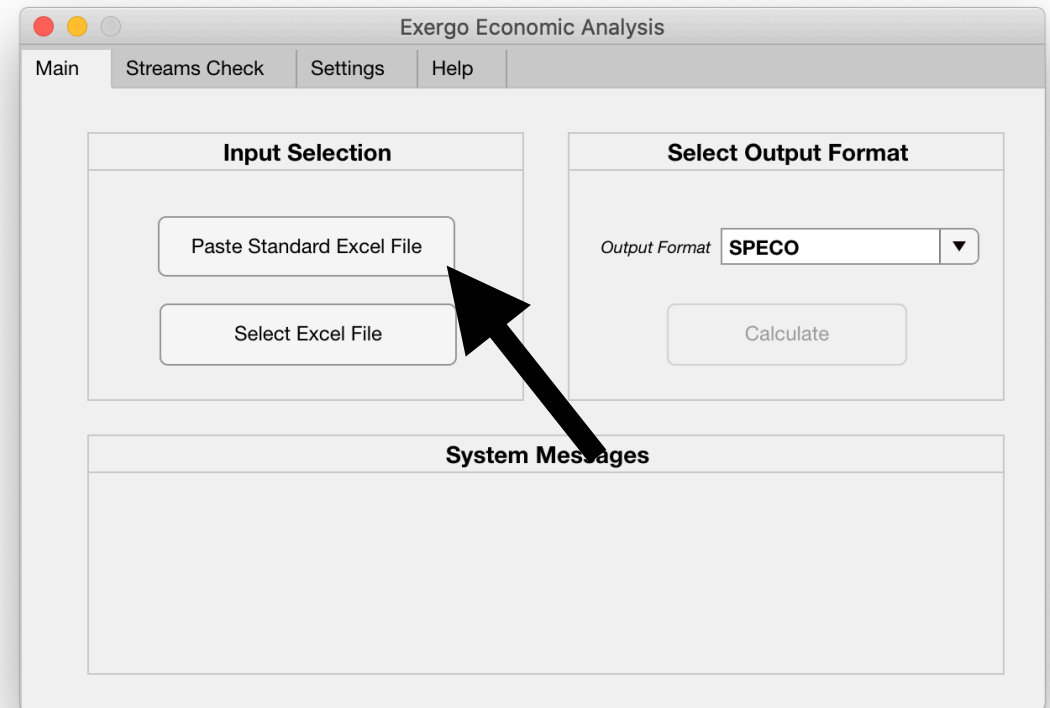 Exergo Economic Analysis
Main Streams Check Settings Help
Input Selection
Select Output Format
Paste Standard Excel File
Output Format SPECO
Select Excel File
Calculate
System Messages